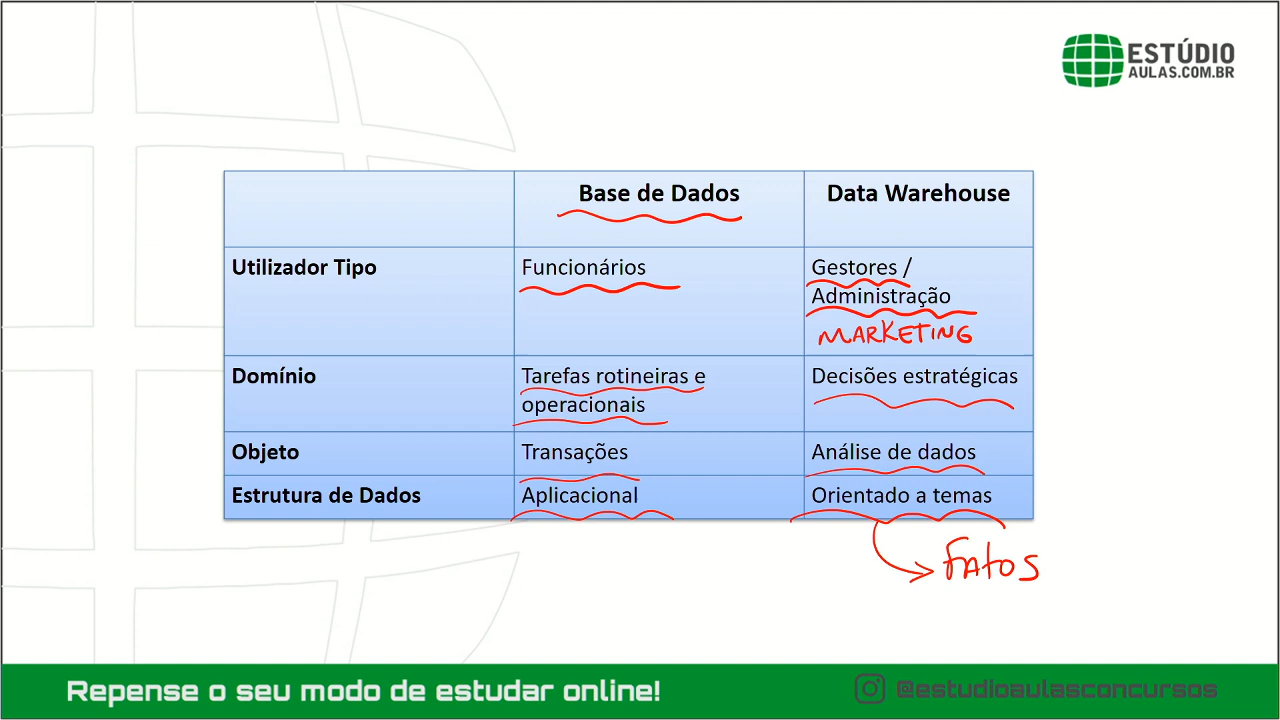 ESTÚDIO
AULAS.COM.BR
Base de Dados
Data Warehouse
Utilizador Tipo
Funcionários
Gestores /
Administração
MARKETING
Domínio
Tarefas rotineiras e
operacionais
Decisões estratégicas
Objeto
Transações
Análise de dados
Estrutura de Dados
Aplicacional
Orientado a temas
FATOS
Repense o seu modo de estudar online!
@estudioaulasconcursos